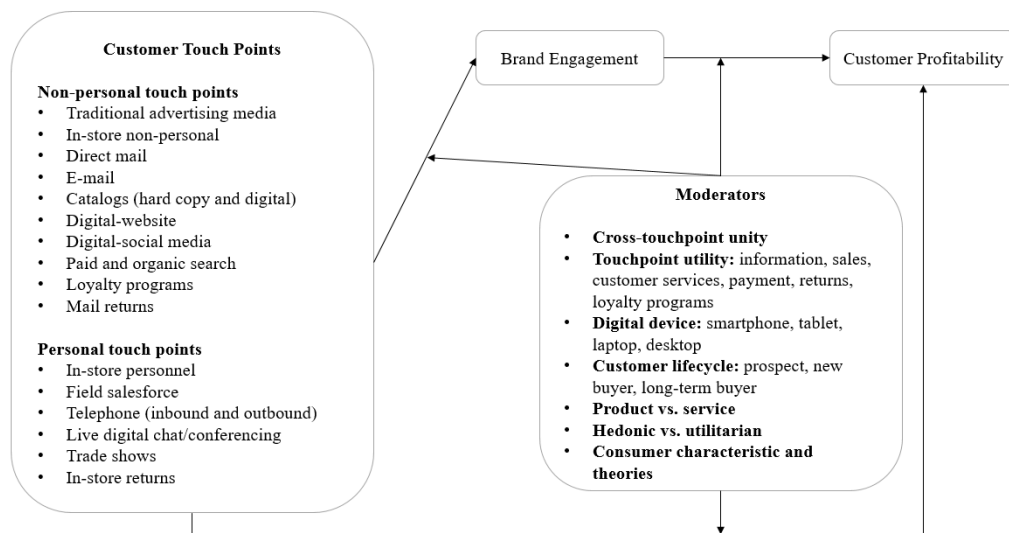 Customer Touch Points
Non-personal touch points
• Traditional advertising media
• In-store non-personal
• Direct mail
• E-mail
• Catalogs (hard copy and digital)
• Digital-website
• Digital-social media
• Paid and organic search
• Loyalty programs
• Mail returns
Personal touch points
• In-store personnel
• Field salesforce
• Telephone (inbound and outbound)
• Live digital chat/conferencing
• Trade shows
• In-store returns
Brand Engagement
Customer Profitability
Moderators
• Cross-touchpoint unity
• Touchpoint utility: information, sales,
customer services, payment, returns,
loyalty programs
• Digital device: smartphone, tablet,
laptop, desktop
• Customer lifecycle: prospect, new
buyer, long-term buyer
• Product vs. service
• Hedonic vs. utilitarian
• Consumer characteristic and
theories